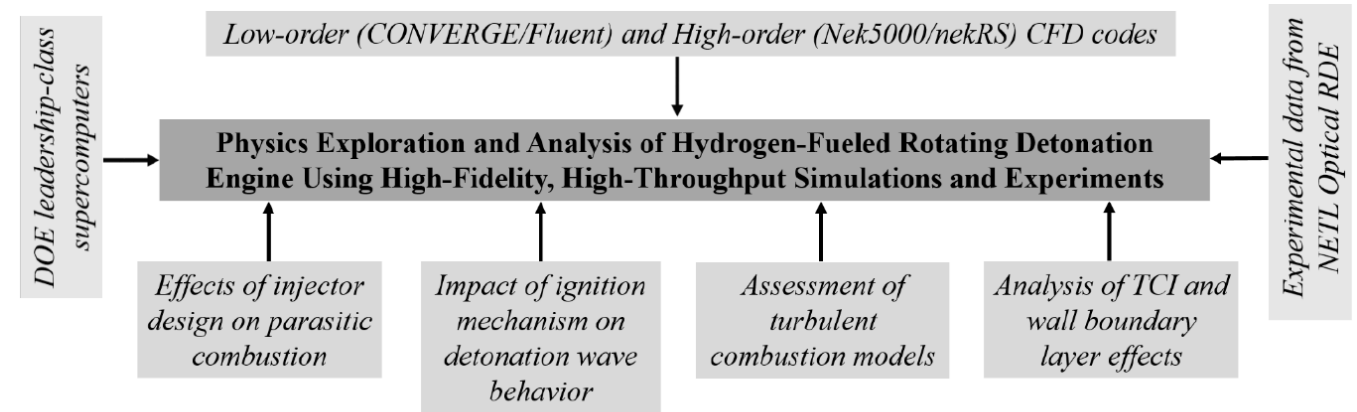 Low-order (CONVERGE/Fluent) and High-order (Nek5000/nekRS) CFD codes
DOE leadership-class
supercomputers
Physics Exploration and Analysis of Hydrogen-Fueled Rotating Detonation
Engine Using High-Fidelity, High-Throughput Simulations and Experiments
Experimental data from
NETL Optical RDE
Effects of injector
design on parasitic
combustion
Impact of ignition
mechanism on
detonation wave
behavior
Assessment of
turbulent
combustion models
Analysis of TCI and
wall boundary
layer effects